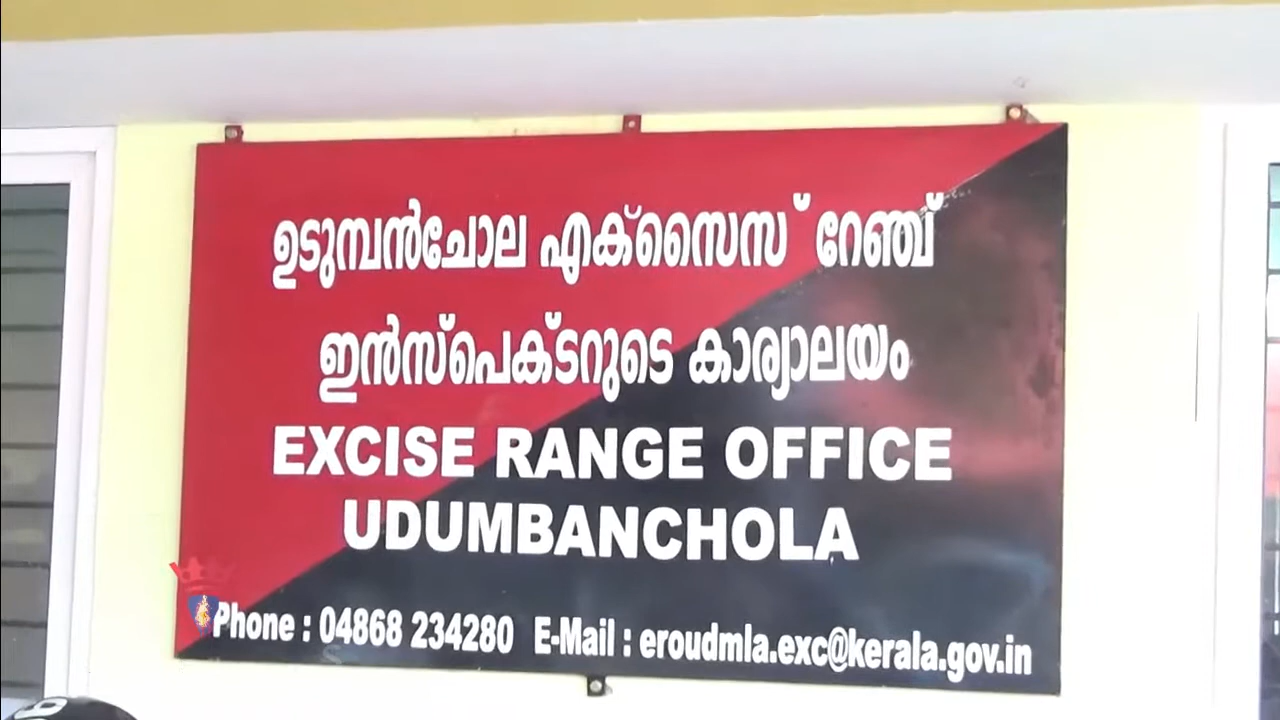 ഉടുമ്പൻചോല എക്സൈസ് റേഞ്ച്
ഇൻസ്പെക്ടറുടെ കാര്യാലയം
EXCISE RANGE OFFICE
UDUMBANCHOLA
Phone : 04868 234280 E-Mail : eroudmla.exc@kerala.gov.in